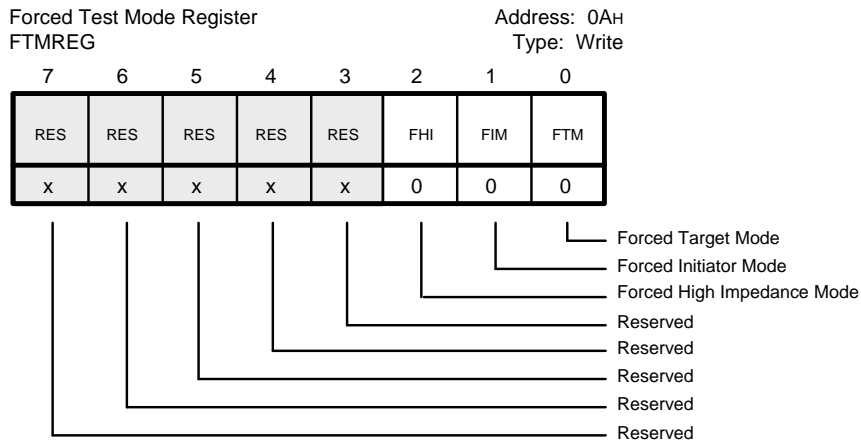 Forced Test Mode Register Address: 0AH
FTMREG Type: Write
7 6 5 4 3 2 1 0
RES RES RES RES RES FHI FIM FTM
x x x x x 0 0 0
Forced Target Mode
Forced Initiator Mode
Forced High Impedance Mode
Reserved
Reserved
Reserved
Reserved
Reserved